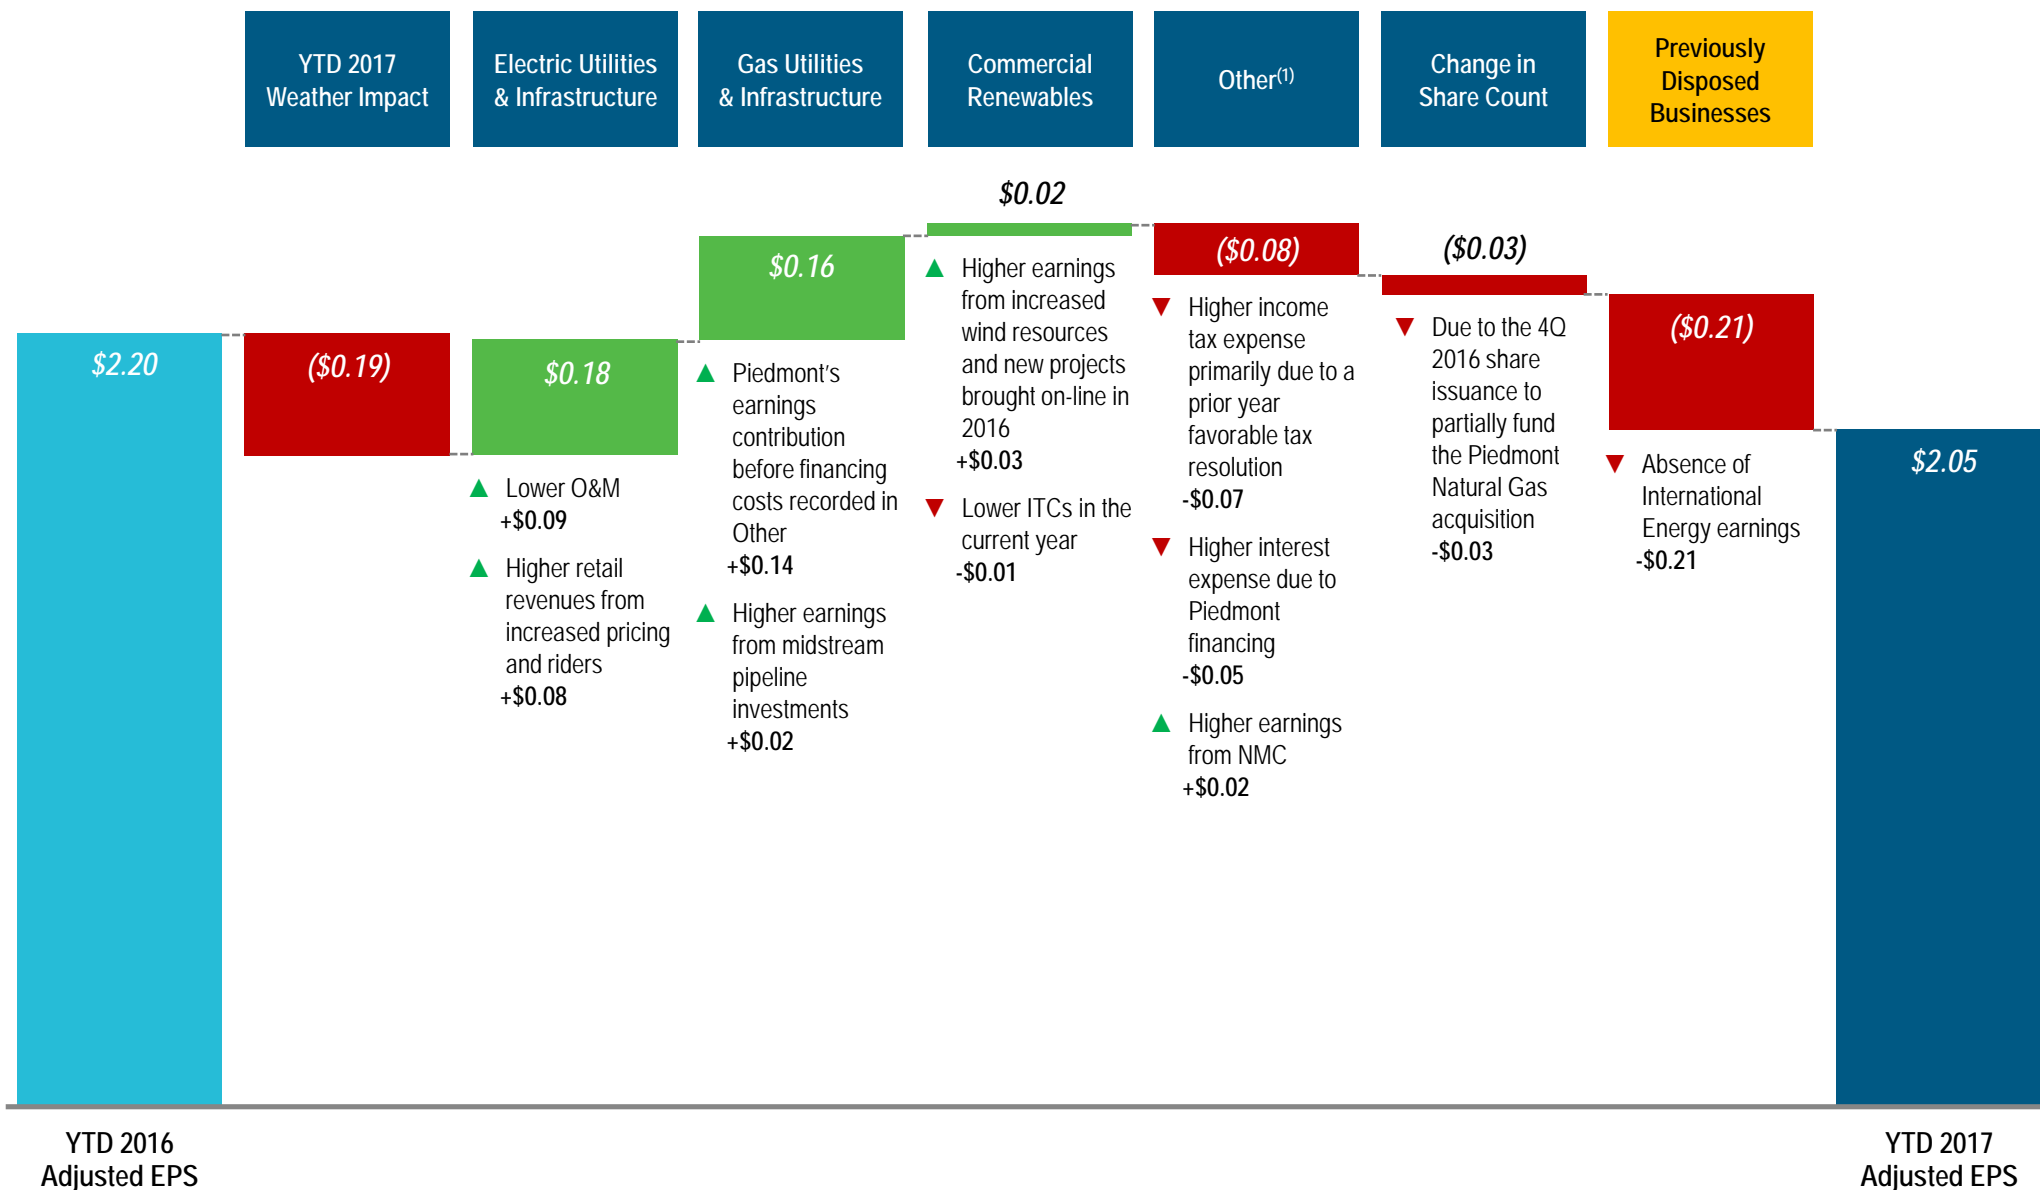 YTD 2017
Weather Impact
Electric Utilities
& Infrastructure
Gas Utilities
& Infrastructure
Commercial
Renewables
Other(1)
Change in
Share Count
Previously
Disposed
Businesses
$2.20
($0.19)
$0.18
▲ Lower O&M
+$0.09
▲ Higher retail
revenues from
increased pricing
and riders
+$0.08
$0.16
▲ Piedmont's
earnings
contribution
before financing
costs recorded in
Other
+$0.14
▲ Higher earnings
from midstream
pipeline
investments
+$0.02
$0.02
▲ Higher earnings
from increased
wind resources
and new projects
brought on-line in
2016
+$0.03
▼ Lower ITCs in the
current year
-$0.01
($0.08)
▼ Higher income
tax expense
primarily due to a
prior year
favorable tax
resolution
-$0.07
▼ Higher interest
expense due to
Piedmont
financing
-$0.05
▲ Higher earnings
from NMC
+$0.02
($0.03)
▼ Due to the 4Q
2016 share
issuance to
partially fund
the Piedmont
Natural Gas
acquisition
-$0.03
($0.21)
▼ Absence of
International
Energy earnings
-$0.21
$2.05
YTD 2016
Adjusted EPS
YTD 2017
Adjusted EPS